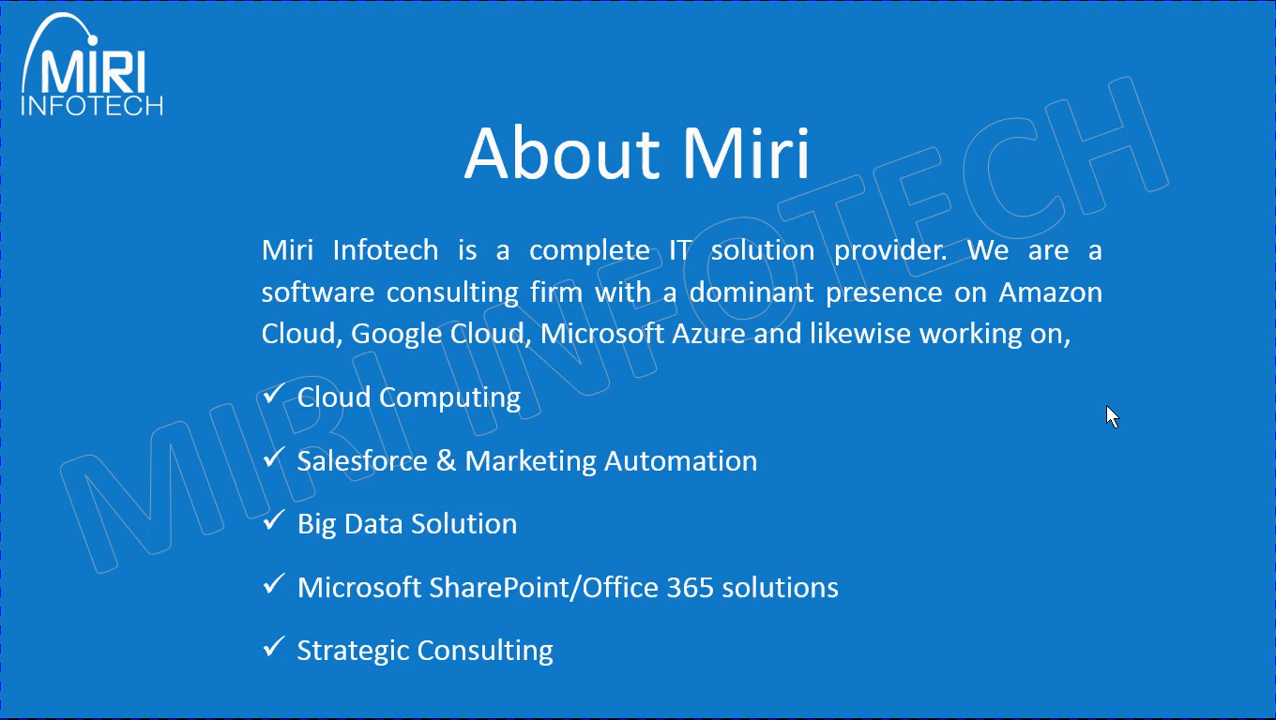 MiRI
INFOTECH
About Miri
Miri Infotech is a complete IT solution provider. We are a
software consulting firm with a dominant presence on Amazon
Cloud, Google Cloud, Microsoft Azure and likewise working on,
✓ Cloud Computing
✓ Salesforce & Marketing Automation
✓ Big Data Solution
✓ Microsoft SharePoint/Office 365 solutions
✓ Strategic Consulting
MIRI INFOTECH